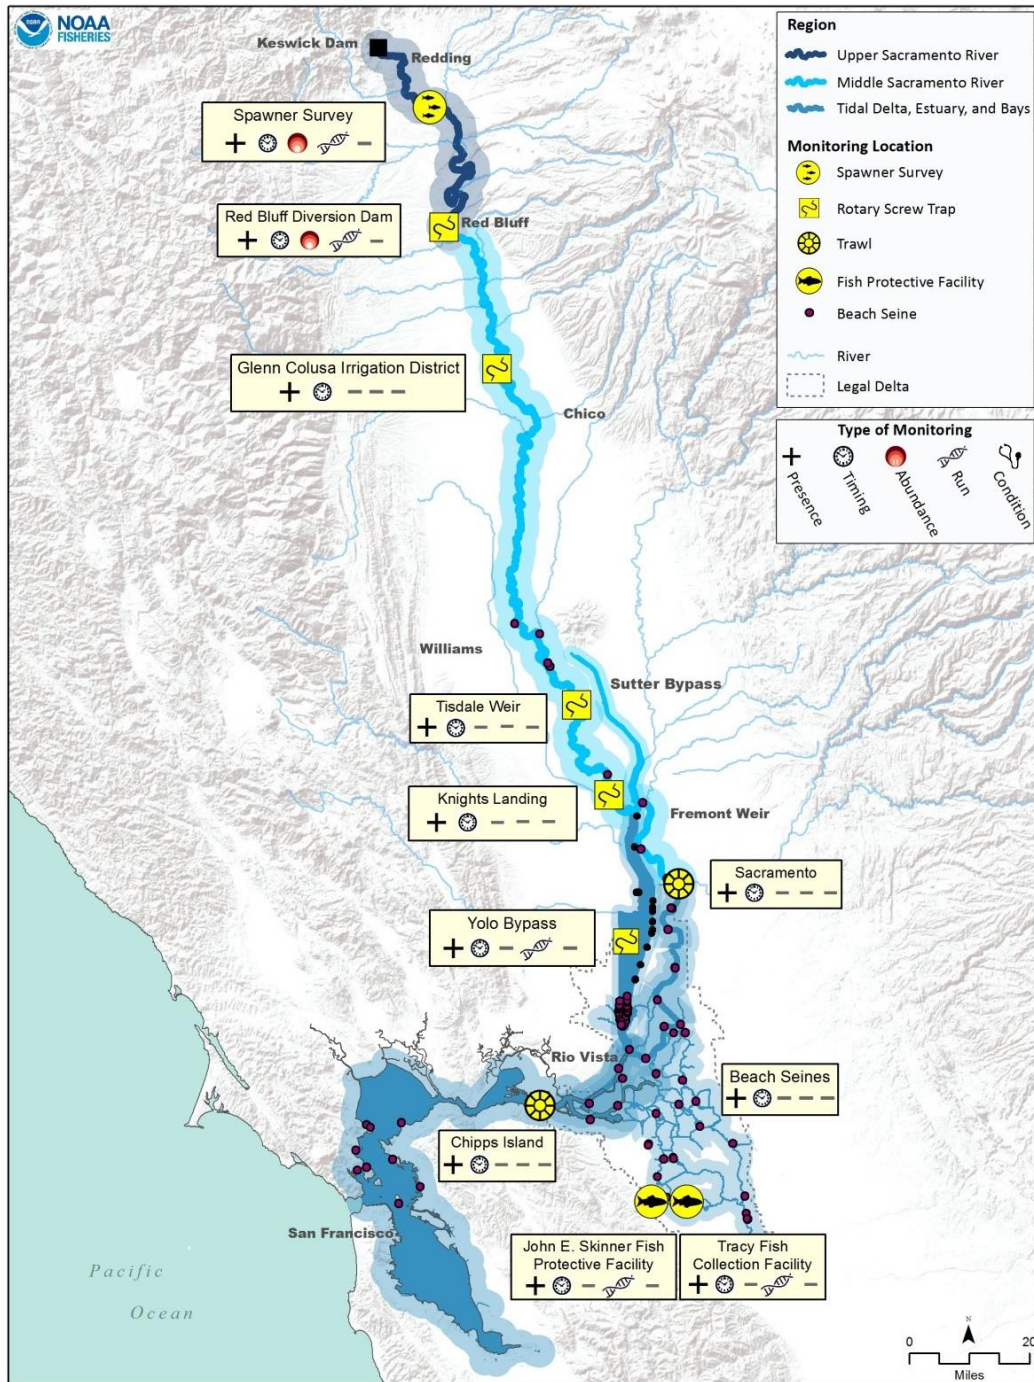 NOAA
FISHERIES
Keswick Dam
Redding
Spawner Survey
Red Bluff Diversion Dam
Red Bluff
Glenn Colusa Irrigation District
Chico
Williams
Sutter Bypass
Tisdale Weir
Knights Landing
Fremont Weir
Sacramento
Yolo Bypass
Rio Vista
Beach Seines
Chipps Island
San Francisco
John E. Skinner Fish
Protective Facility
Tracy Fish
Collection Facility
Pacific
Ocean
Region
Upper Sacramento River
Middle Sacramento River
Tidal Delta, Estuary, and Bays
Monitoring Location
Spawner Survey
Rotary Screw Trap
Trawl
Fish Protective Facility
Beach Seine
River
Legal Delta
Type of Monitoring
Presence
Timing
Abundance
Run
Condition
N
0 20
Miles